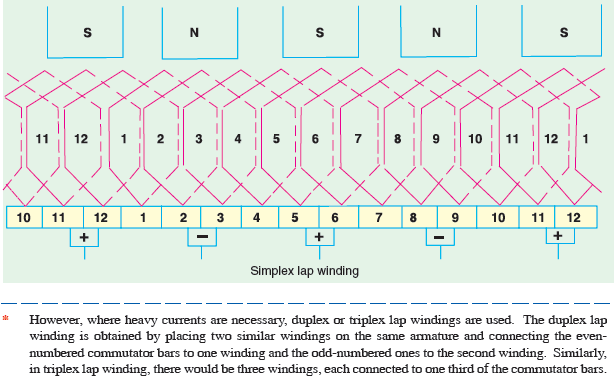 S N S N S
11 12 1 2 3 4 5 6 7 8 9 10 11 12 1
10 11 12 1 2 3 4 5 6 7 8 9 10 11 12
+ – + – +
Simplex lap winding
* However, where heavy currents are necessary, duplex or triplex lap windings are used. The duplex lap
winding is obtained by placing two similar windings on the same armature and connecting the even-
numbered commutator bars to one winding and the odd-numbered ones to the second winding. Similarly,
in triplex lap winding, there would be three windings, each connected to one third of the commutator bars.